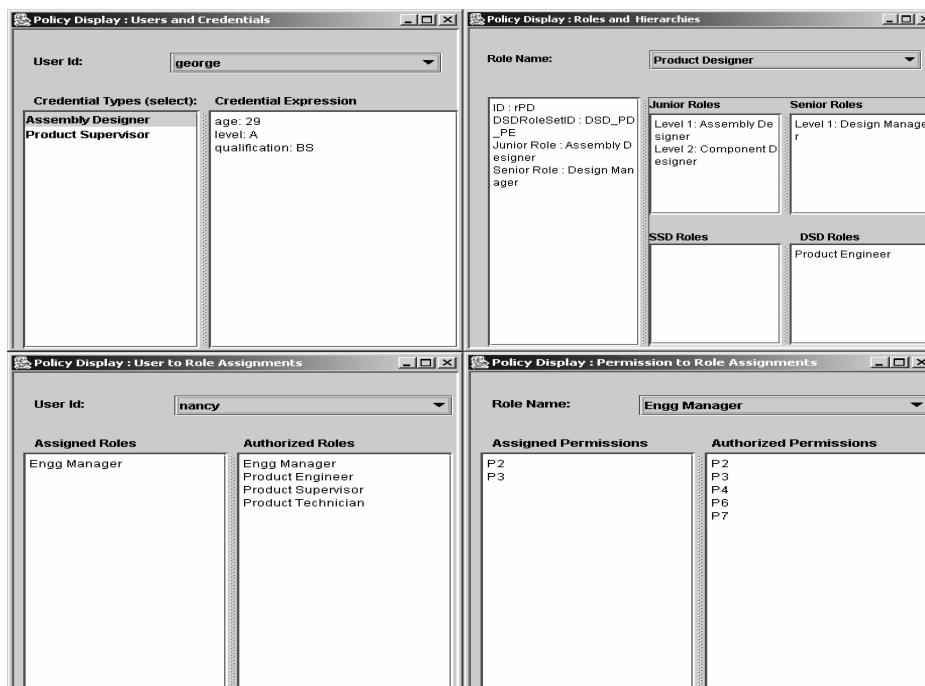 Policy Display : Users and Credentials
User Id:
george
Credential Types (select):
Credential Expression
Assembly Designer
Product Supervisor
age: 29
level: A
qualification: BS
Policy Display : Roles and Hierarchies
Role Name:
Product Designer
ID : rPD
DSDRoleSetID : DSD_PD
_PE
Junior Role : Assembly D
esigner
Senior Role : Design Man
ager
Junior Roles
Level 1: Assembly De
signer
Level 2: Component D
esigner
Senior Roles
Level 1: Design Manage
r
SSD Roles
DSD Roles
Product Engineer
Policy Display : User to Role Assignments
User Id:
nancy
Assigned Roles
Engg Manager
Authorized Roles
Engg Manager
Product Engineer
Product Supervisor
Product Technician
Policy Display : Permission to Role Assignments
Role Name:
Engg Manager
Assigned Permissions
P2
P3
Authorized Permissions
P2
P3
P4
P6
P7